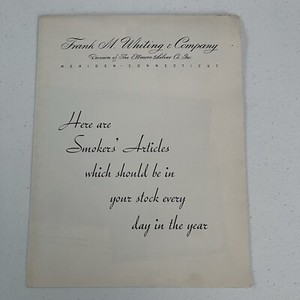 Frank M. Whiting & Company
Division of The Ellmore Silver Co. Inc.
MERIDEN - CONNECTICUT
Here are
Smokers' Articles
which should be in
your stock every
day in the year